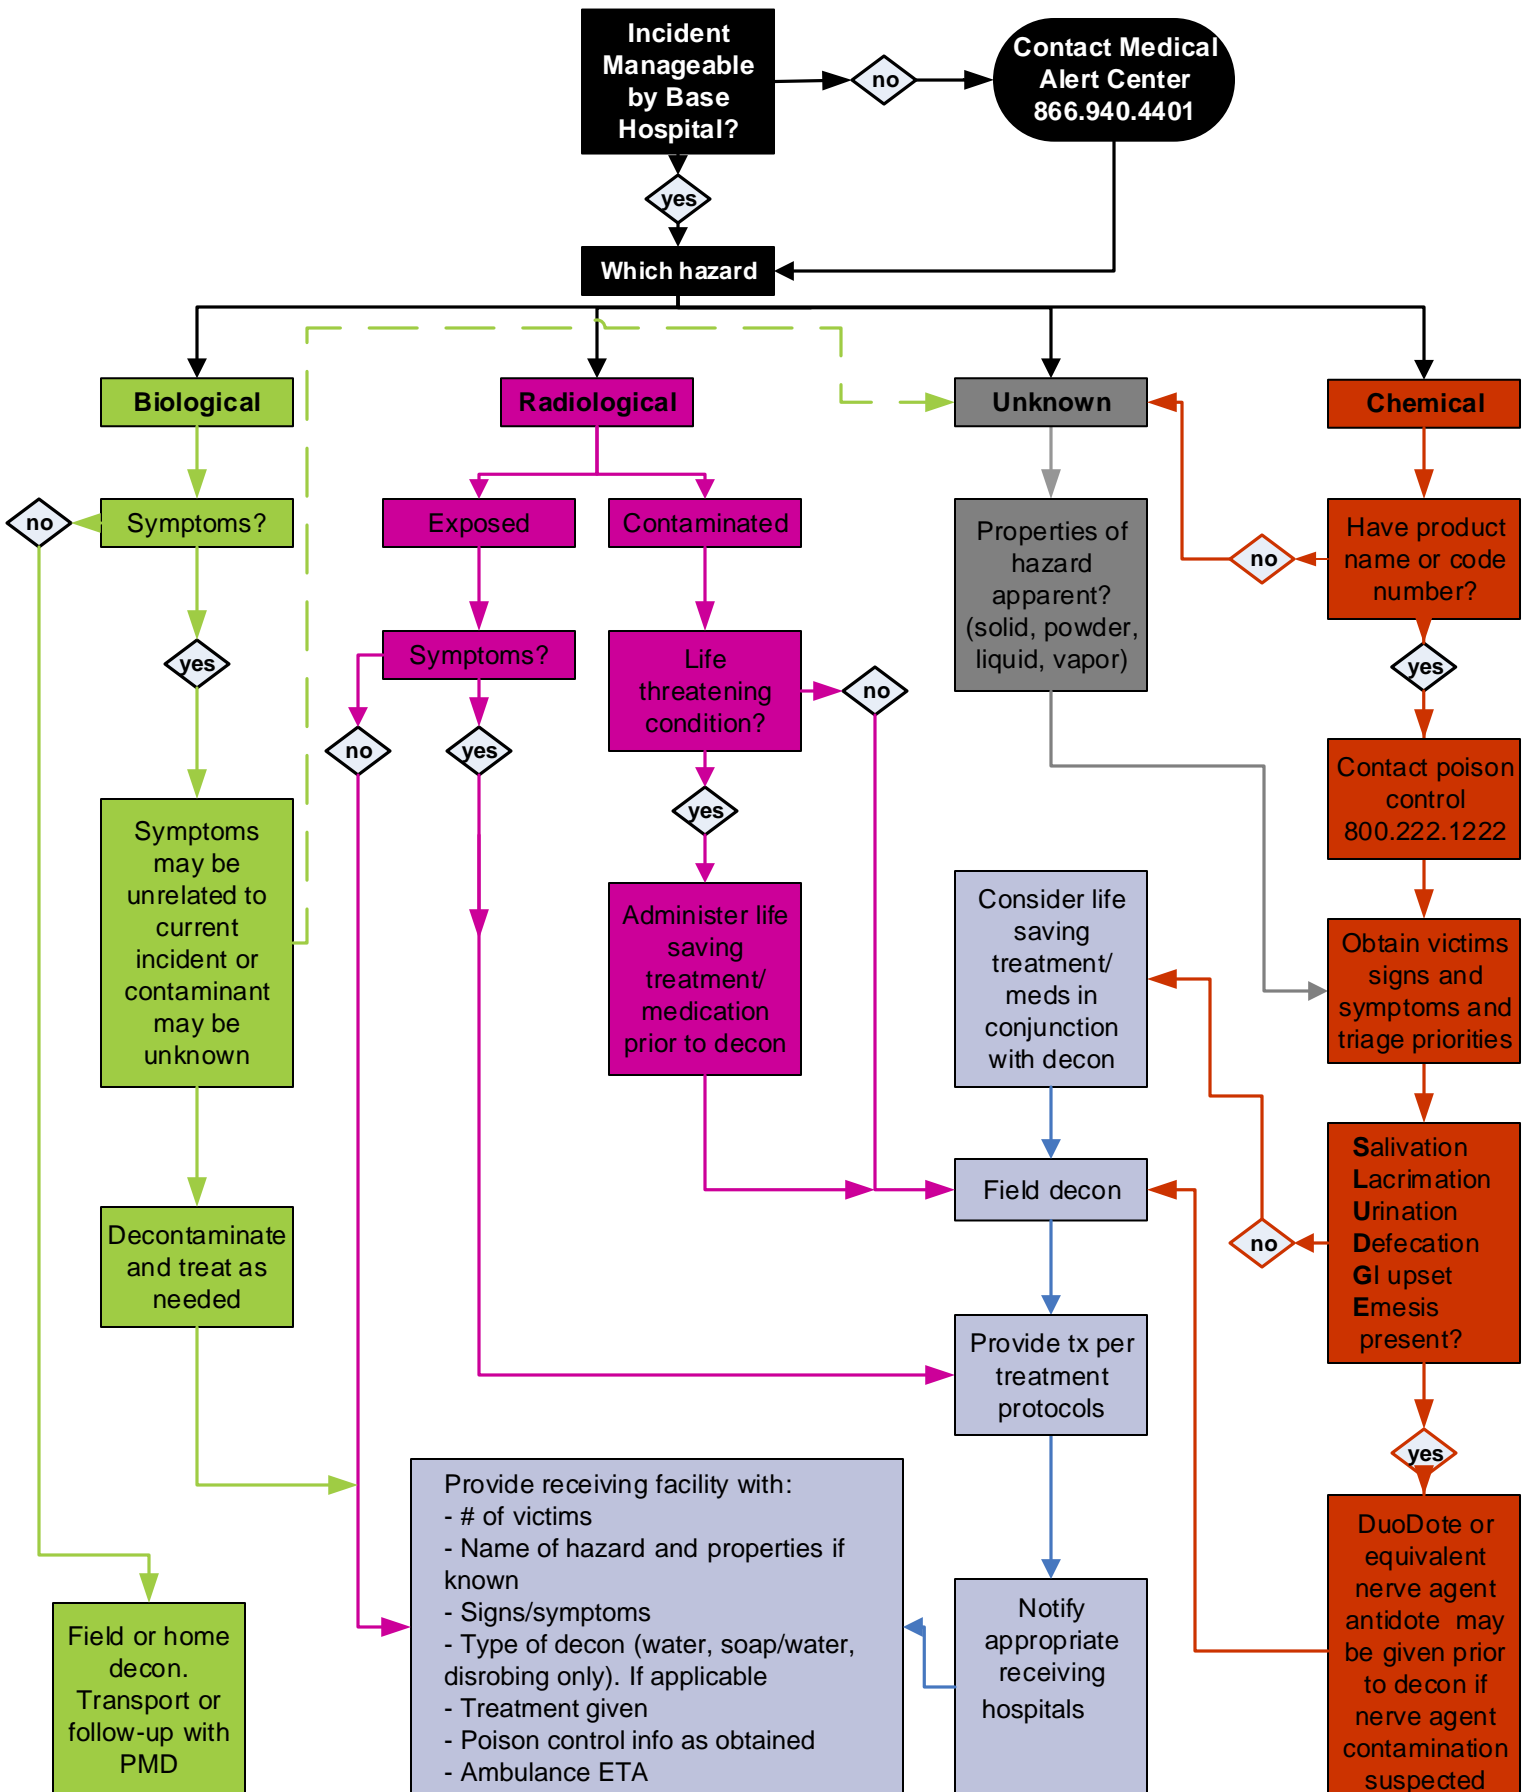 Incident
Manageable
by Base
Hospital?
no
Contact Medical
Alert Center
866.940.4401
yes
Which hazard
Biological
Radiological
Unknown
Chemical
no
Symptoms?
Exposed
Contaminated
Properties of
hazard
apparent?
(solid, powder,
liquid, vapor)
no
Have product
name or code
number?
yes
Symptoms?
Life
threatening
condition?
no
yes
no
yes
yes
Contact poison
control
800.222.1222
Symptoms
may be
unrelated to
current
incident or
contaminant
may be
unknown
Administer life
saving
treatment/
medication
prior to decon
Consider life
saving
treatment/
meds in
conjunction
with decon
Obtain victims
signs and
symptoms and
triage priorities
Field decon
Salivation
Lacrimation
Urination
Defecation
GI upset
Emesis
present?
no
Decontaminate
and treat as
needed
Provide tx per
treatment
protocols
yes
Provide receiving facility with:
- # of victims
- Name of hazard and properties if
known
- Signs/symptoms
- Type of decon (water, soap/water,
disrobing only). If applicable
- Treatment given
- Poison control info as obtained
- Ambulance ETA
Notify
appropriate
receiving
hospitals
DuoDote or
equivalent
nerve agent
antidote may
be given prior
to decon if
nerve agent
contamination
suspected
Field or home
decon.
Transport or
follow-up with
PMD